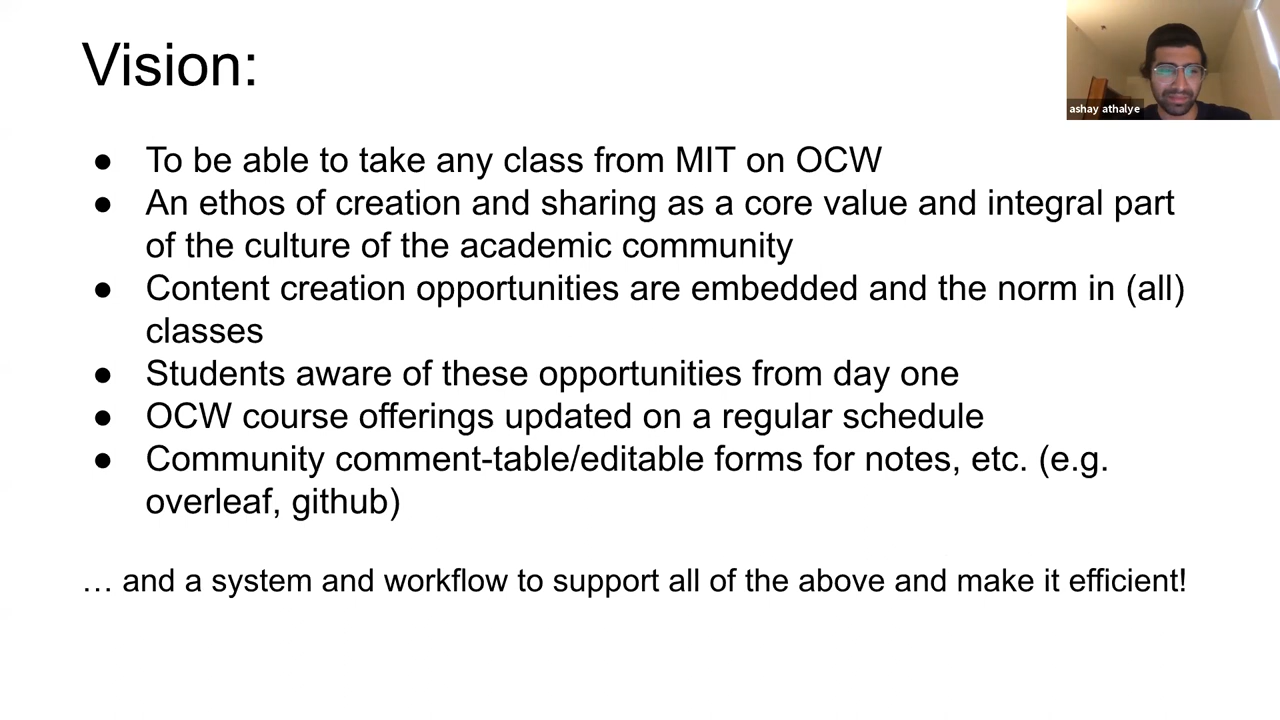 Vision:
ashay athalye
● To be able to take any class from MIT on OCW
● An ethos of creation and sharing as a core value and integral part
of the culture of the academic community
● Content creation opportunities are embedded and the norm in (all)
classes
● Students aware of these opportunities from day one
● OCW course offerings updated on a regular schedule
● Community comment-table/editable forms for notes, etc. (e.g.
overleaf, github)
… and a system and workflow to support all of the above and make it efficient!